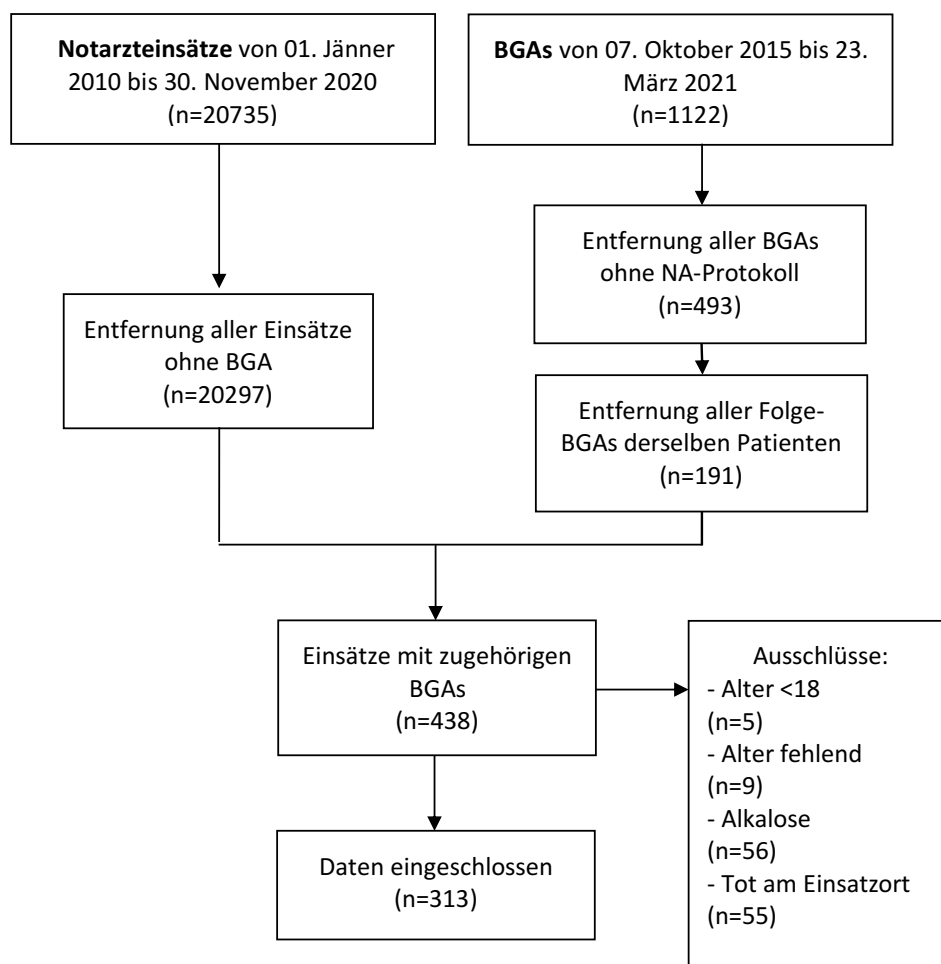 Notarzteinsätze von 01. Jänner
2010 bis 30. November 2020
(n=20735)
BGAs von 07. Oktober 2015 bis 23.
März 2021
(n=1122)
Entfernung aller BGAs
ohne NA-Protokoll
(n=493)
Entfernung aller Einsätze
ohne BGA
(n=20297)
Entfernung aller Folge-
BGAs derselben Patienten
(n=191)
Einsätze mit zugehörigen
BGAs
(n=438)
Ausschlüsse:
- Alter <18
(n=5)
- Alter fehlend
(n=9)
- Alkalose
(n=56)
- Tot am Einsatzort
(n=55)
Daten eingeschlossen
(n=313)